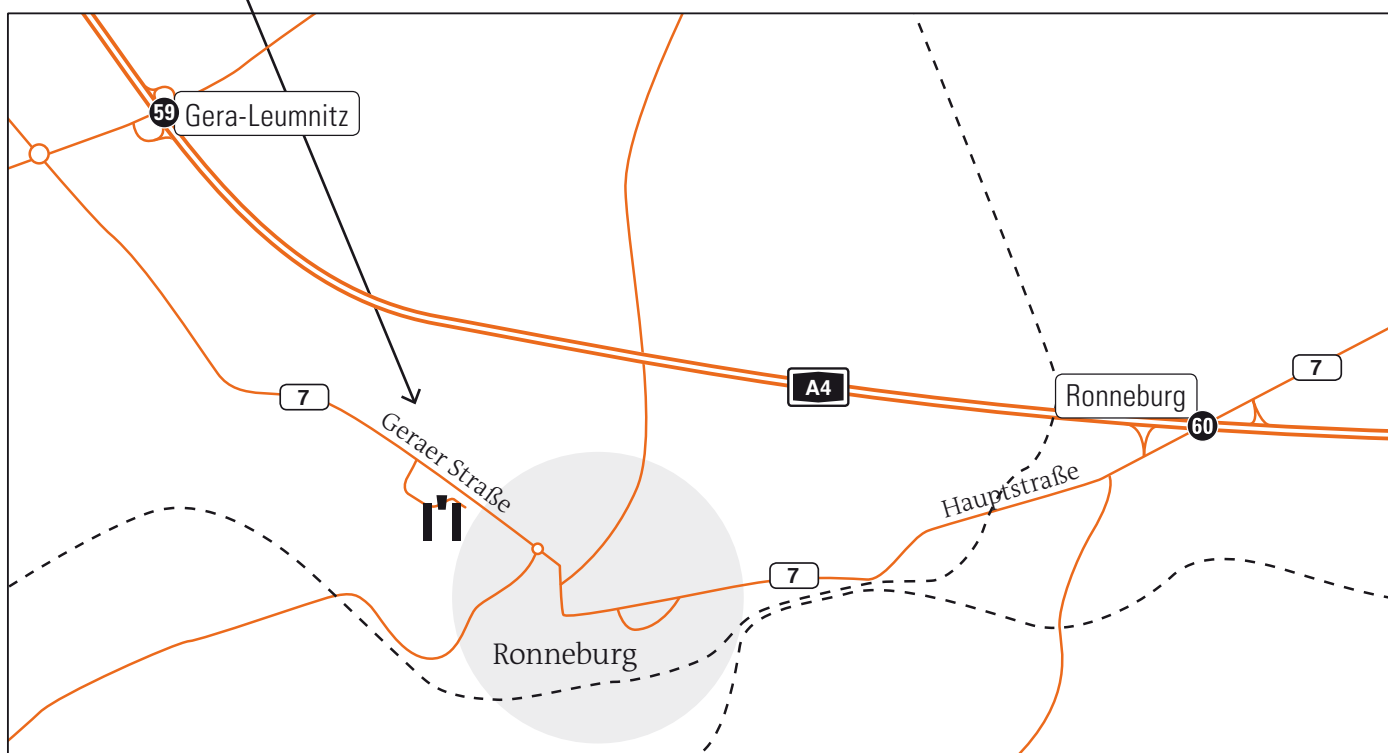 59
Gera-Leumnitz
A4
7
Ronneburg
7
60
Geraer Straße
Hauptstraße
7
Ronneburg